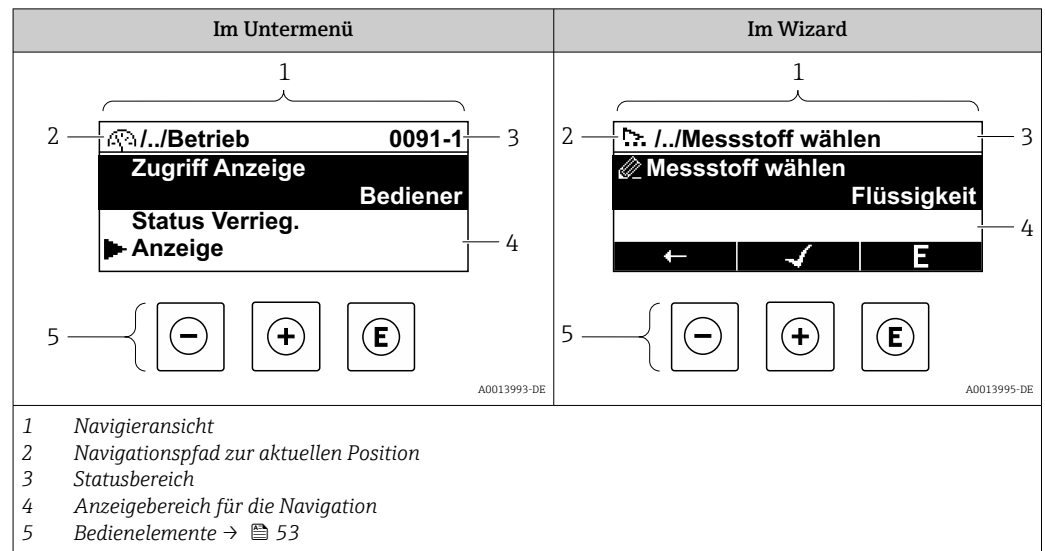 Im Untermenü
Im Wizard
1
2
/../Betrieb 0091-1
3
Zugriff Anzeige
Bediener
Status Verrieg.
Anzeige
4
5
- + E
A0013993-DE
1
2
/../Messstoff wählen
3
Messstoff wählen
Flüssigkeit
4
← ✓ E
5
- + E
A0013995-DE
1 Navigieransicht
2 Navigationspfad zur aktuellen Position
3 Statusbereich
4 Anzeigebereich für die Navigation
5 Bedienelemente → 53